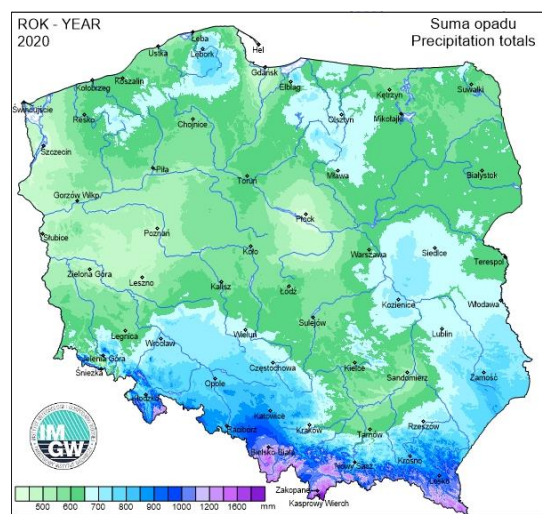 ROK - YEAR
2020
Suma opadu
Precipitation totals
Łeba
Hel
Ustka
Lębork
Koszalin
Gdańsk
Kołobrzeg
Elbląg
Kętrzyn
Suwałki
Świnoujście
Resko
Chojnice
Olsztyn
Mikołajki
Szczecin
Piła
Toruń
Mława
Białystok
Gorzów Wlkp.
Płock
Słubice
Poznań
Koło
Warszawa
Siedlce
Terespol
Zielona Góra
Leszno
Kalisz
Łódź
Kozienice
Włodawa
Sulejów
Legnica
Wrocław
Wieluń
Lublin
Jelenia Góra
Śnieżka
Opole
Częstochowa
Kielce
Sandomierz
Zamość
Kłodzko
Katowice
Racibórz
Kraków
Tarnów
Rzeszów
Bielsko-Biała
Nowy Sącz
Krosno
Lesko
Zakopane
Kasprowy Wierch
IM
GW
500 600 700 800 900 1000 1200 1600 mm